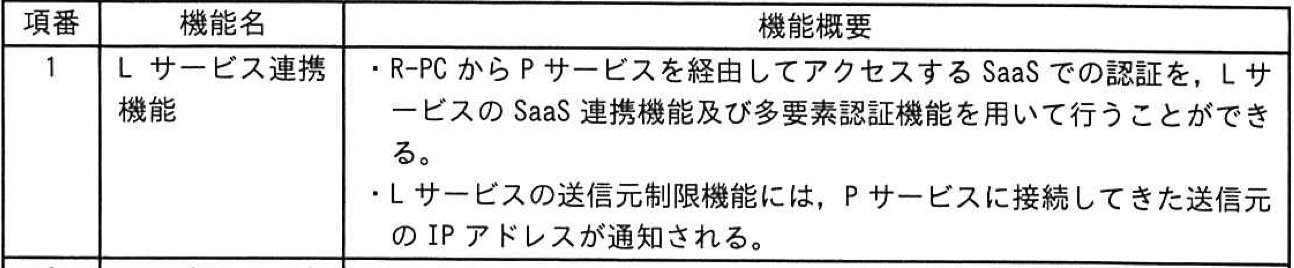 項番 機能名 機能概要
1 L サービス連携 ・R-PC から P サービスを経由してアクセスする SaaS での認証を，L サ
機能 ービスの SaaS 連携機能及び多要素認証機能を用いて行うことができ
る。
・L サービスの送信元制限機能には，P サービスに接続してきた送信元
の IP アドレスが通知される。